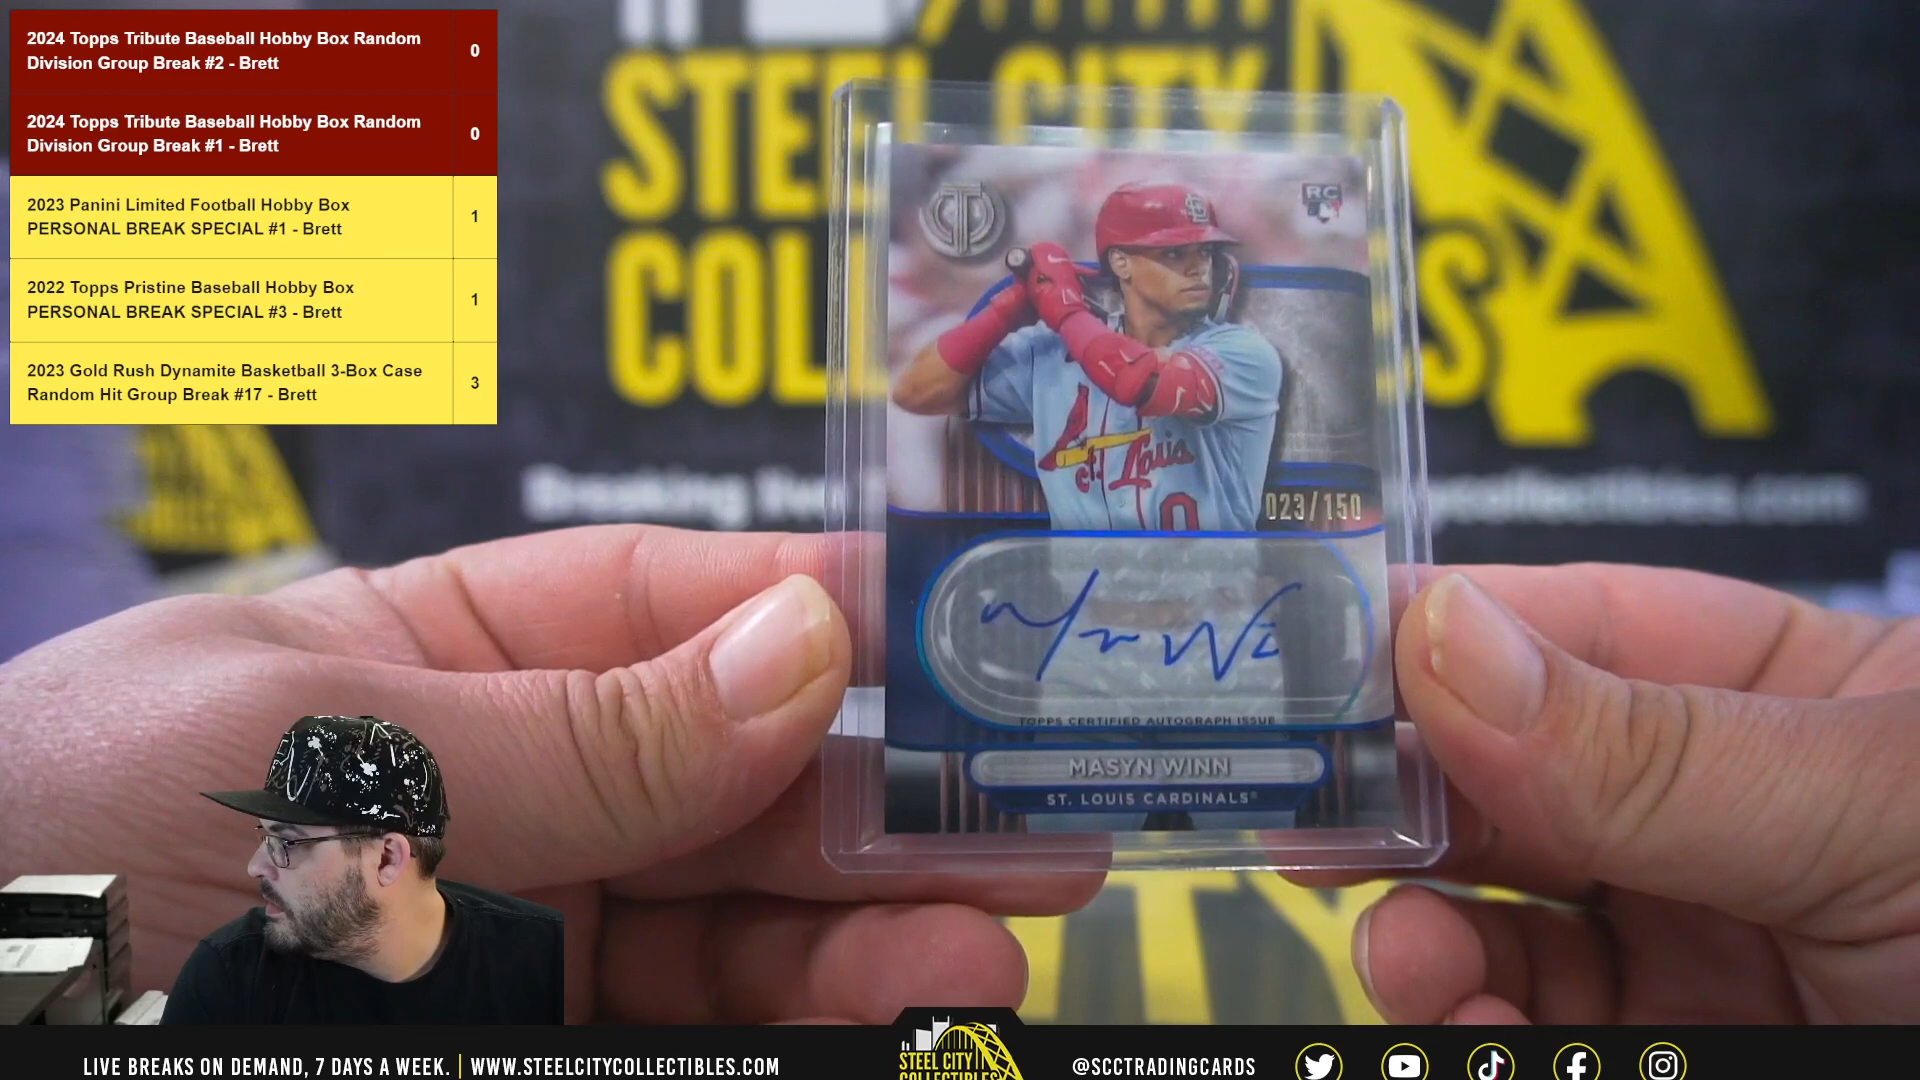 2024 Topps Tribute Baseball Hobby Box Random
Division Group Break #2 - Brett
0
2024 Topps Tribute Baseball Hobby Box Random
Division Group Break #1 - Brett
0
2023 Panini Limited Football Hobby Box
PERSONAL BREAK SPECIAL #1 - Brett
1
2022 Topps Pristine Baseball Hobby Box
PERSONAL BREAK SPECIAL #3 - Brett
1
2023 Gold Rush Dynamite Basketball 3-Box Case
Random Hit Group Break #17 - Brett
3
STEEL CITY
RC
St. Louis
0
023/150
TOPPS CERTIFIED AUTOGRAPH ISSUE
MASYN WINN
ST. LOUIS CARDINALS®
LIVE BREAKS ON DEMAND, 7 DAYS A WEEK. | WWW.STEELCITYCOLLECTIBLES.COM
STEEL CITY
COLLECTIBLES
@SCCTRADINGCARDS